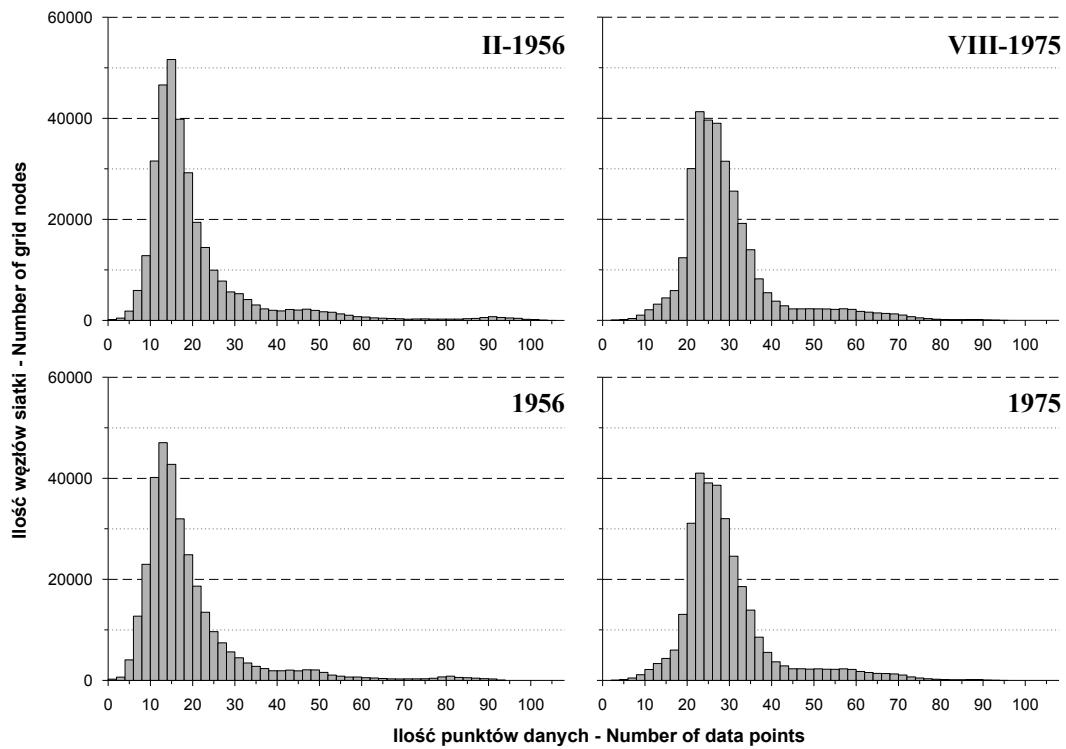 60000
40000
20000
0
II-1956
0 10 20 30 40 50 60 70 80 90 100
VIII-1975
0 10 20 30 40 50 60 70 80 90 100
60000
40000
20000
0
1956
0 10 20 30 40 50 60 70 80 90 100
1975
0 10 20 30 40 50 60 70 80 90 100
Ilość węzłów siatki - Number of grid nodes
Ilość punktów danych - Number of data points